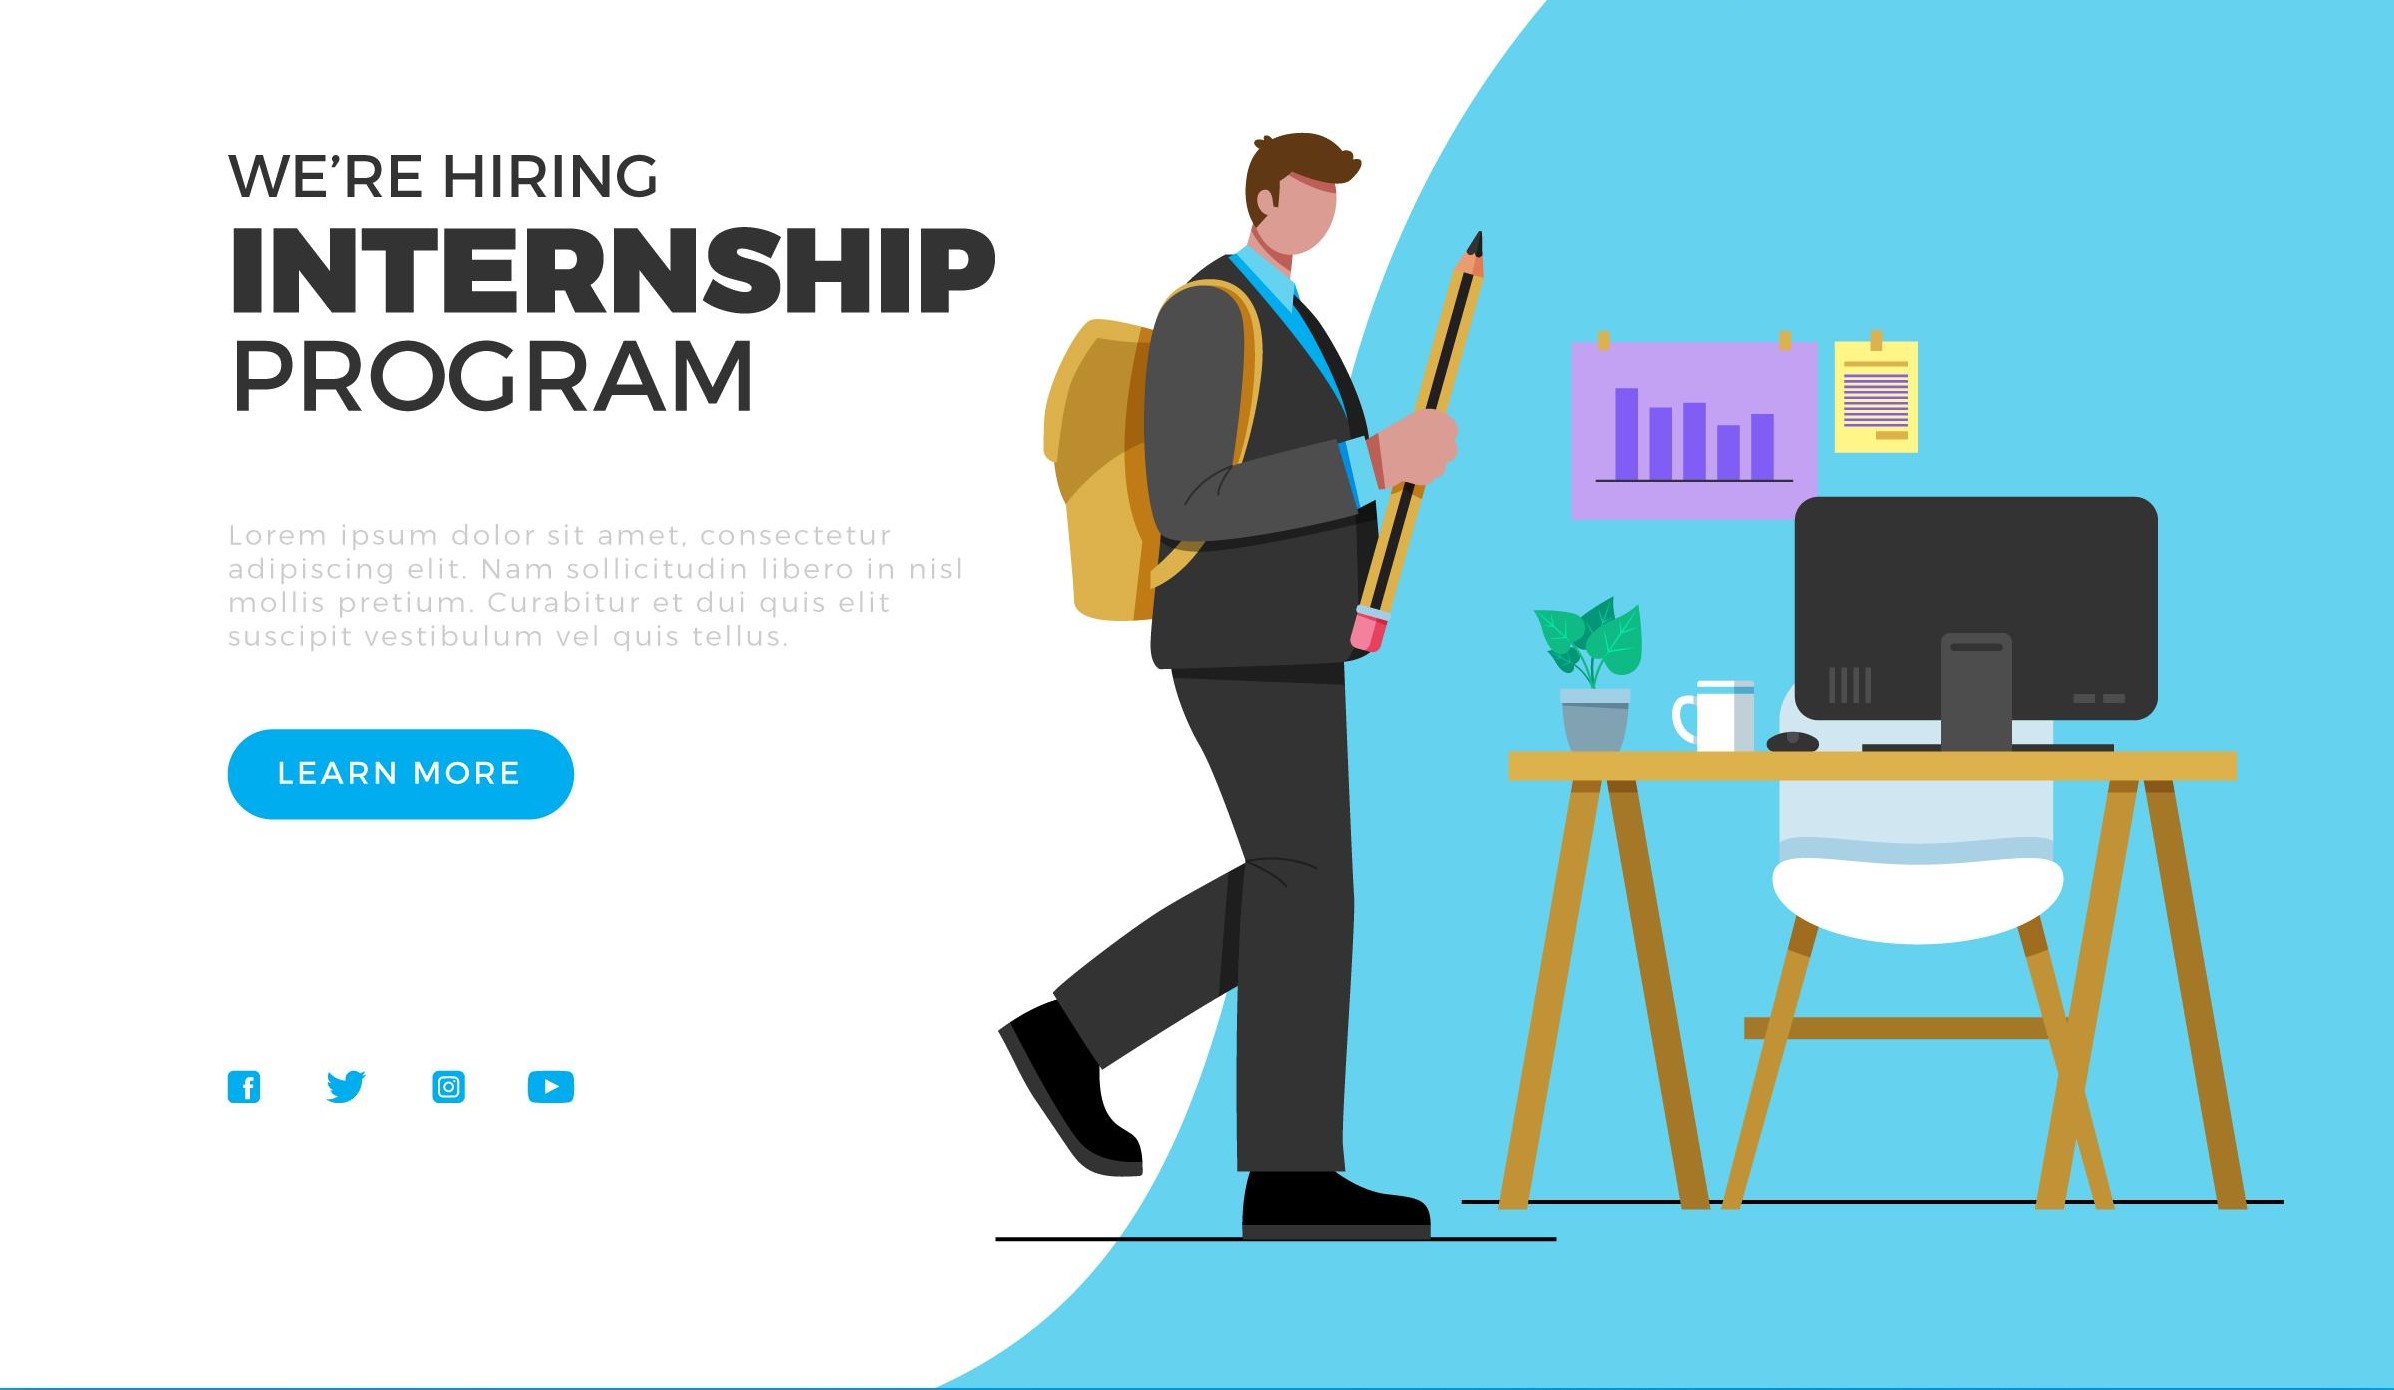 WE’RE HIRING
INTERNSHIP
PROGRAM
Lorem ipsum dolor sit amet, consectetur
adipiscing elit. Nam sollicitudin libero in nisl
mollis pretium. Curabitur et dui quis elit
suscipit vestibulum vel quis tellus.
LEARN MORE